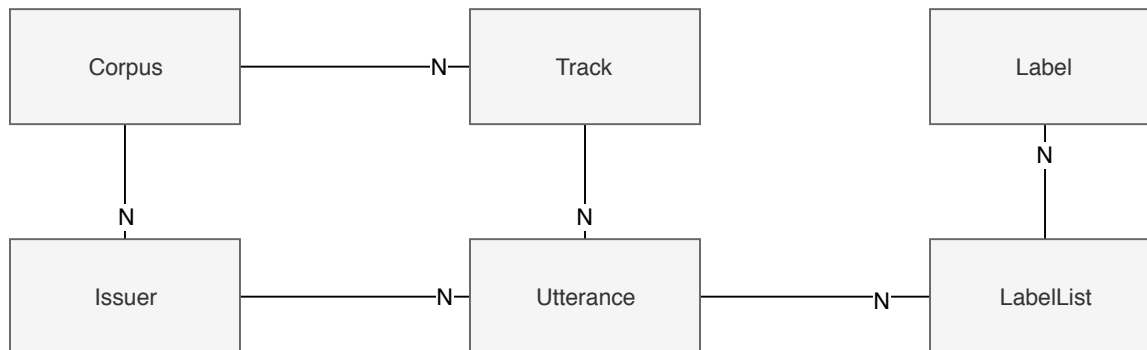 Corpus
N
Track
Label
N
N
N
Issuer
N
Utterance
N
LabelList